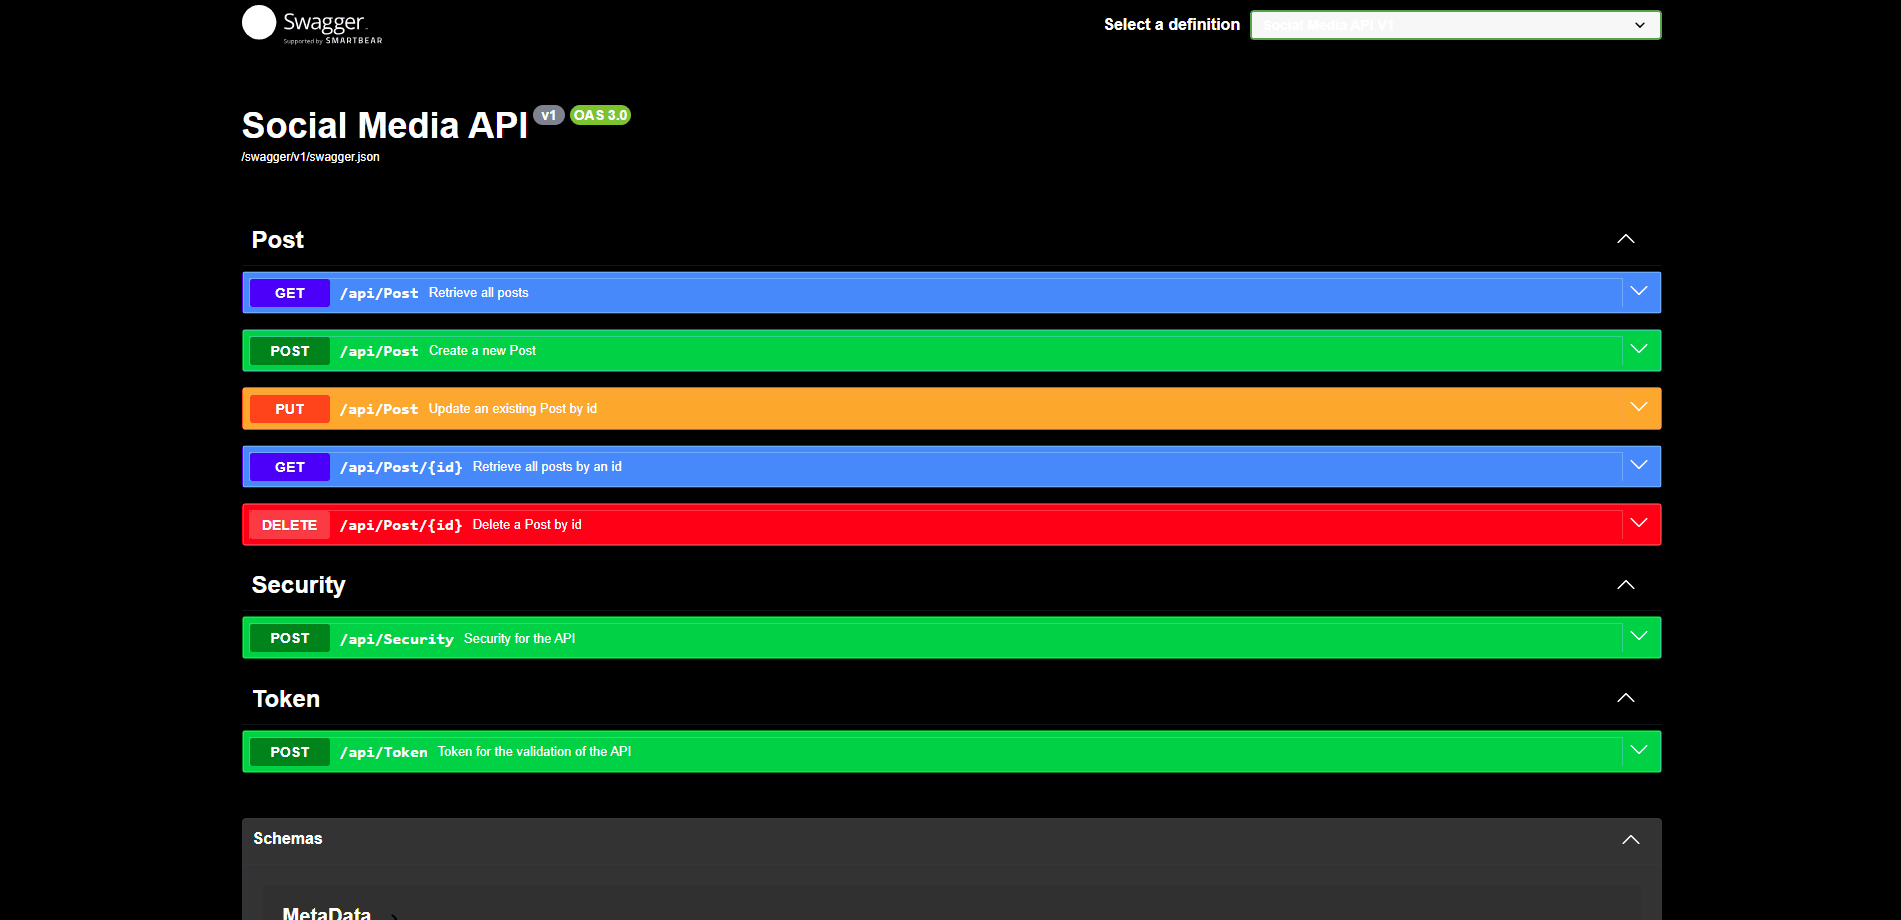 Swagger
Supported by SMARTBEAR
Select a definition
Social Media API V1
Social Media API v1 OAS 3.0
/swagger/v1/swagger.json
Post
GET /api/Post Retrieve all posts
POST /api/Post Create a new Post
PUT /api/Post Update an existing Post by id
GET /api/Post/{id} Retrieve all posts by an id
DELETE /api/Post/{id} Delete a Post by id
Security
POST /api/Security Security for the API
Token
POST /api/Token Token for the validation of the API
Schemas
MetaData